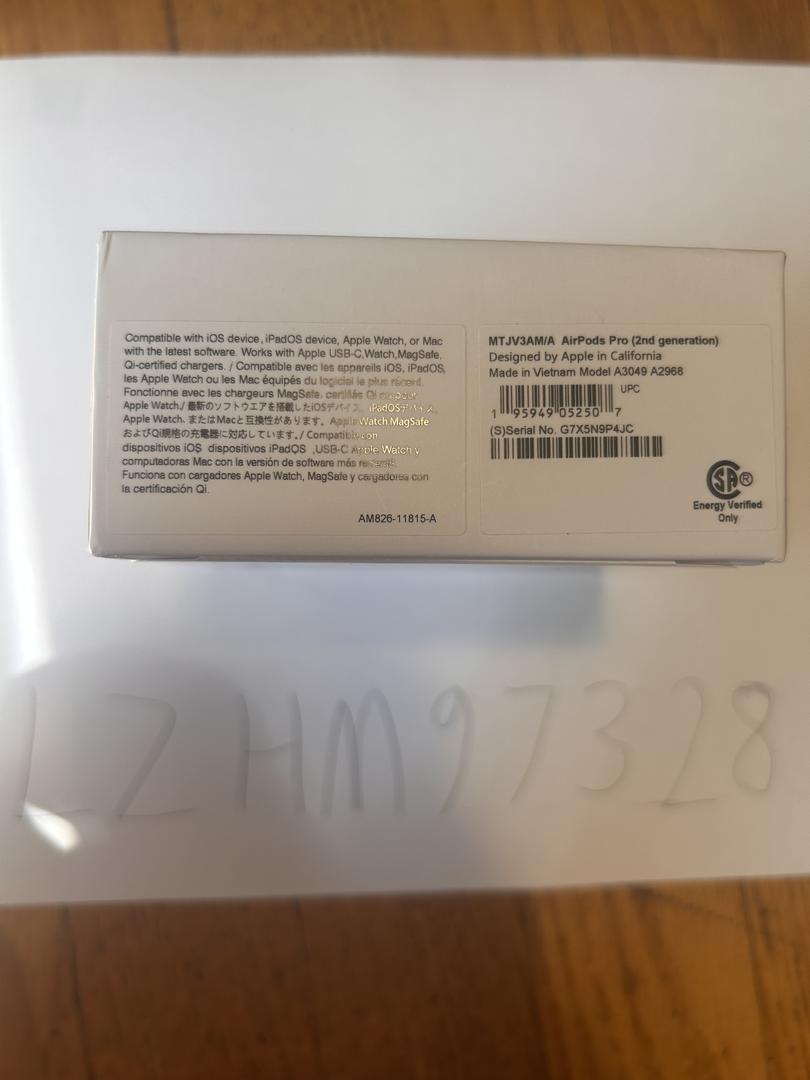 Compatible with iOS device, iPadOS device, Apple Watch, or Mac
with the latest software. Works with Apple USB-C,Watch,MagSafe,
Qi-certified chargers. / Compatible avec les appareils iOS, iPadOS,
les Apple Watch ou les Mac équipés du logiciel le plus récent.
Fonctionne avec les chargeurs MagSafe, certifiés Qi
Apple Watch./ 最新のソフトウエアを搭載したiOSデバイス、iPadOSデバイス、
Apple Watch, またはMacと互換性があります。Apple Watch,MagSafe
およびQi規格の充電器に対応しています。/ Compatible con
dispositivos iOS dispositivos iPadOS ,USB-C Apple Watch y
computadoras Mac con la versión de software más reciente.
Funciona con cargadores Apple Watch, MagSafe y cargadores con
la certificación Qi.
AM826-11815-A
MTJV3AM/A AirPods Pro (2nd generation)
Designed by Apple in California
Made in Vietnam Model A3049 A2968
UPC
1 95949 05250 7
(S)Serial No. G7X5N9P4JC
SA®
Energy Verified
Only
LZHM97328